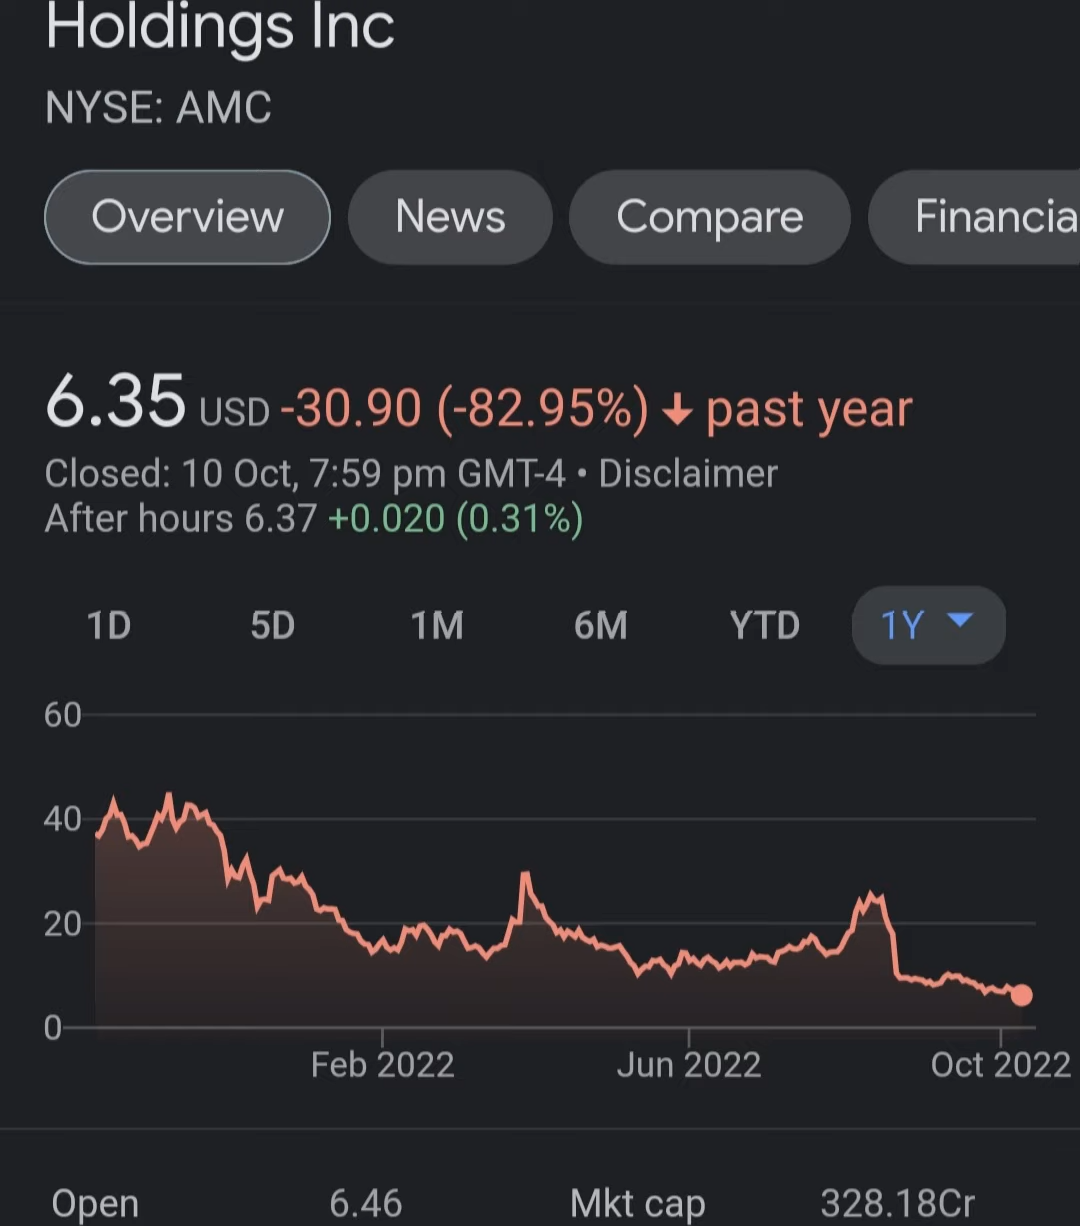 Holdings Inc
NYSE: AMC
Overview News Compare Financia
6.35 USD -30.90 (-82.95%) ↓ past year
Closed: 10 Oct, 7:59 pm GMT-4 • Disclaimer
After hours 6.37 +0.020 (0.31%)
1D 5D 1M 6M YTD 1Y
60
40
20
0
Feb 2022 Jun 2022 Oct 2022
Open 6.46 Mkt cap 328.18Cr